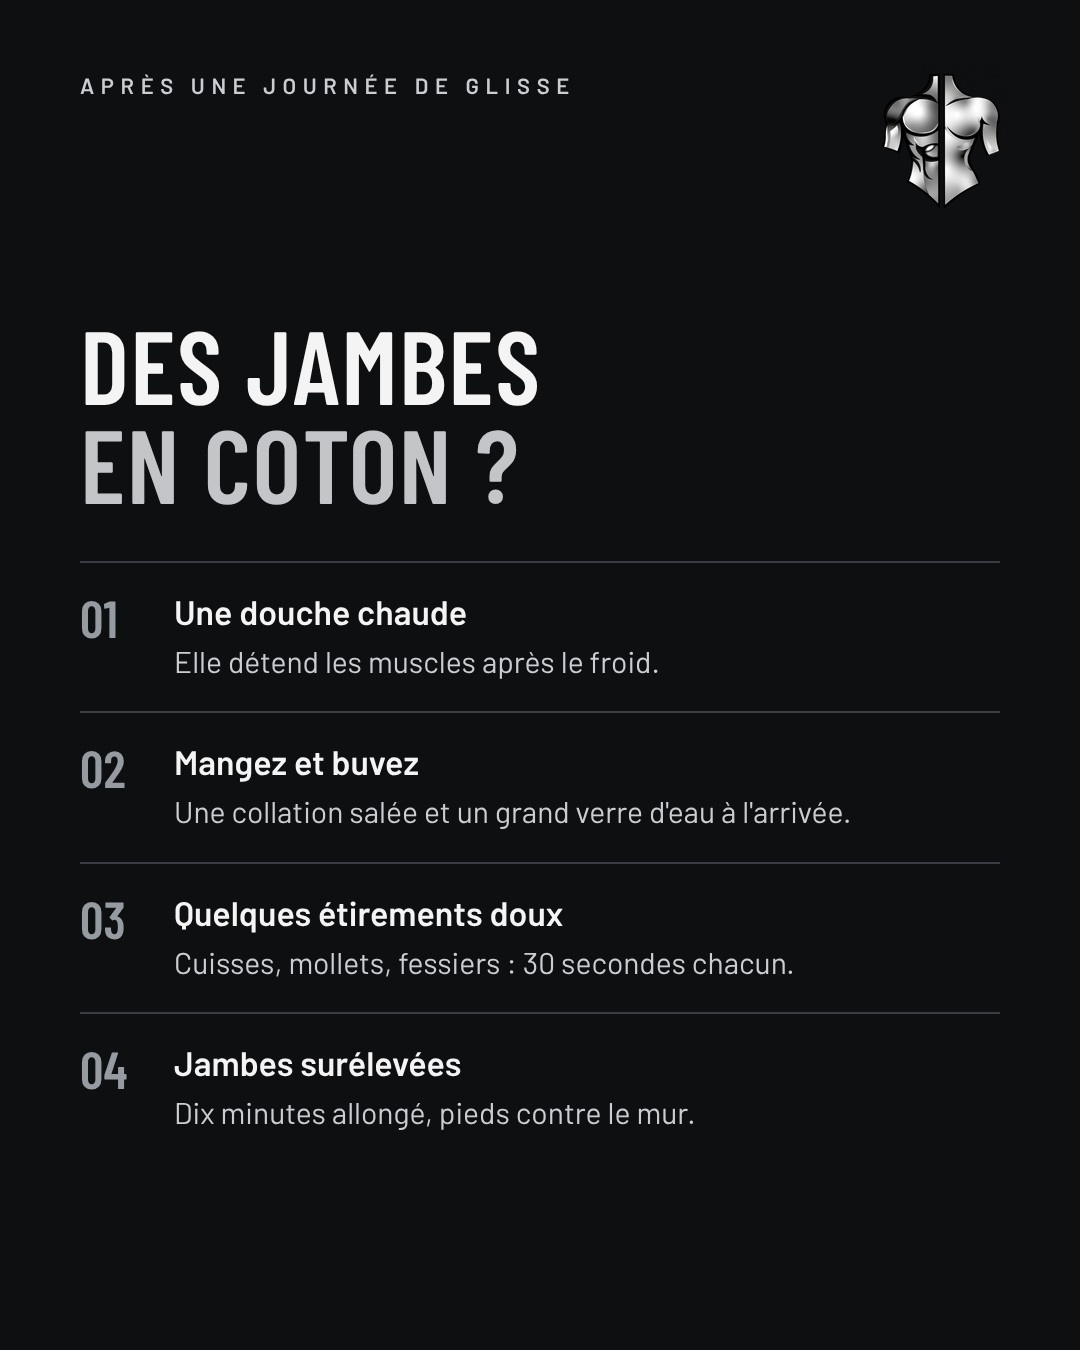 APRÈS UNE JOURNÉE DE GLISSE
DES JAMBES
EN COTON ?
01
Une douche chaude
Elle détend les muscles après le froid.
02
Mangez et buvez
Une collation salée et un grand verre d'eau à l'arrivée.
03
Quelques étirements doux
Cuisses, mollets, fessiers : 30 secondes chacun.
04
Jambes surélevées
Dix minutes allongé, pieds contre le mur.